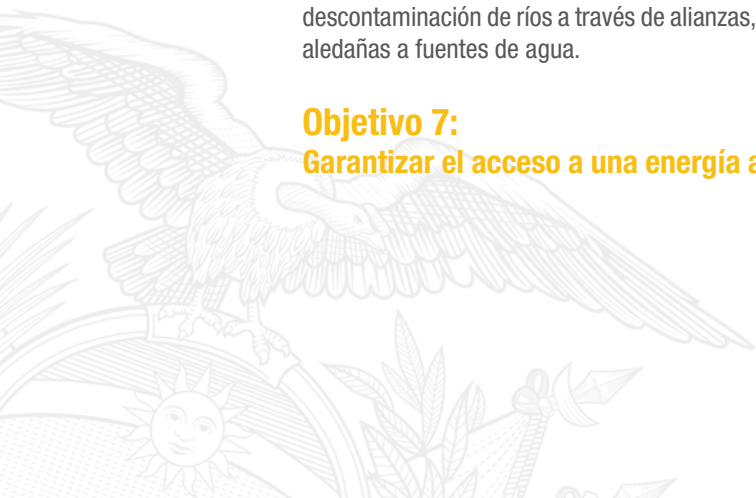 descontaminación de ríos a través de alianzas,
aledañas a fuentes de agua.
Objetivo 7:
Garantizar el acceso a una energía a